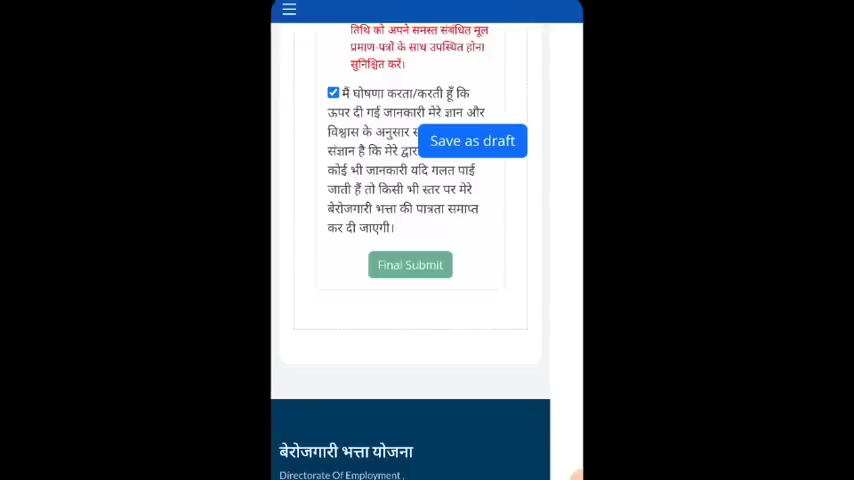 तिथि को अपने समस्त संबंधित मूल
प्रमाण-पत्रों के साथ उपस्थित होना
सुनिश्चित करें।
मैं घोषणा करता/करती हूँ कि
ऊपर दी गई जानकारी मेरे ज्ञान और
विश्वास के अनुसार
Save as draft
संज्ञान है कि मेरे द्वारा
कोई भी जानकारी यदि गलत पाई
जाती हैं तो किसी भी स्तर पर मेरे
बेरोजगारी भत्ता की पात्रता समाप्त
कर दी जाएगी।
Final Submit
बेरोजगारी भत्ता योजना
Directorate Of Employment ,